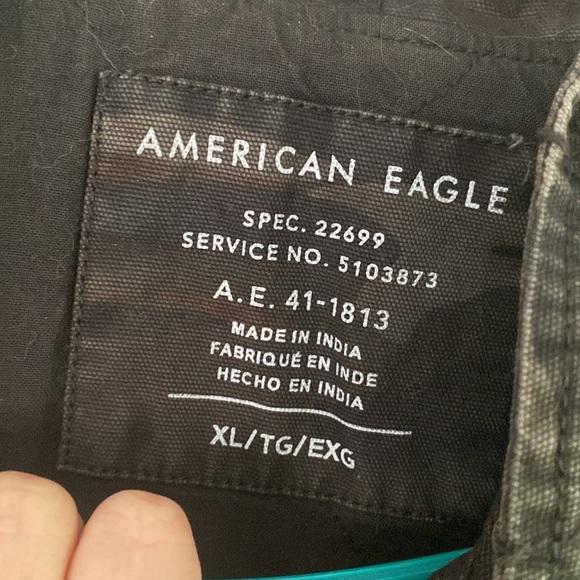 AMERICAN EAGLE
SPEC. 22699
SERVICE NO. 5103873
A.E. 41-1813
MADE IN INDIA
FABRIQUÉ EN INDE
HECHO EN INDIA
XL/TG/EXG